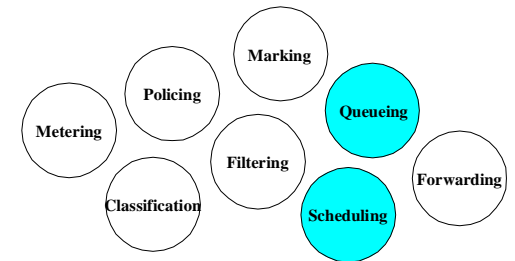 Marking
Policing
Queueing
Metering
Filtering
Forwarding
Classification
Scheduling